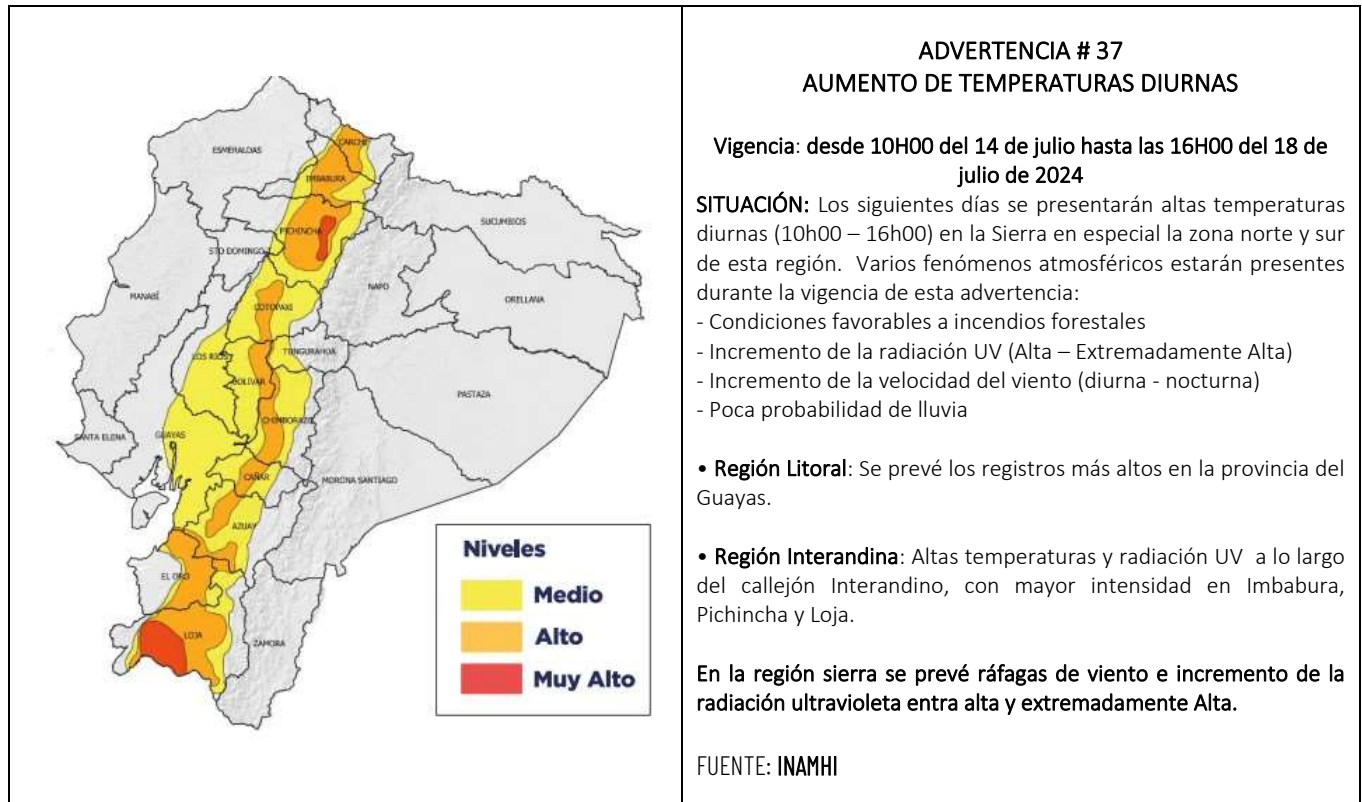 CARCHI
ESMERALDAS
IMBABURA
SUCUMBIOS
PICHINCHA
STO DOMINGO
NAPO
ORELLANA
MANABÍ
COTOPAXI
LOS RIOS
TUNGURAHUA
BOLIVAR
PASTAZA
CHIMBORAZO
SANTA ELENA
GUAYAS
CAÑAR
MORONA SANTIAGO
AZUAY
EL ORO
LOJA
ZAMORA
Niveles
Medio
Alto
Muy Alto
ADVERTENCIA # 37
AUMENTO DE TEMPERATURAS DIURNAS
Vigencia: desde 10H00 del 14 de julio hasta las 16H00 del 18 de
julio de 2024
SITUACIÓN: Los siguientes días se presentarán altas temperaturas
diurnas (10h00 – 16h00) en la Sierra en especial la zona norte y sur
de esta región. Varios fenómenos atmosféricos estarán presentes
durante la vigencia de esta advertencia:
- Condiciones favorables a incendios forestales
- Incremento de la radiación UV (Alta – Extremadamente Alta)
- Incremento de la velocidad del viento (diurna - nocturna)
- Poca probabilidad de lluvia
• Región Litoral: Se prevé los registros más altos en la provincia del
Guayas.
• Región Interandina: Altas temperaturas y radiación UV a lo largo
del callejón Interandino, con mayor intensidad en Imbabura,
Pichincha y Loja.
En la región sierra se prevé ráfagas de viento e incremento de la
radiación ultravioleta entra alta y extremadamente Alta.
FUENTE: INAMHI